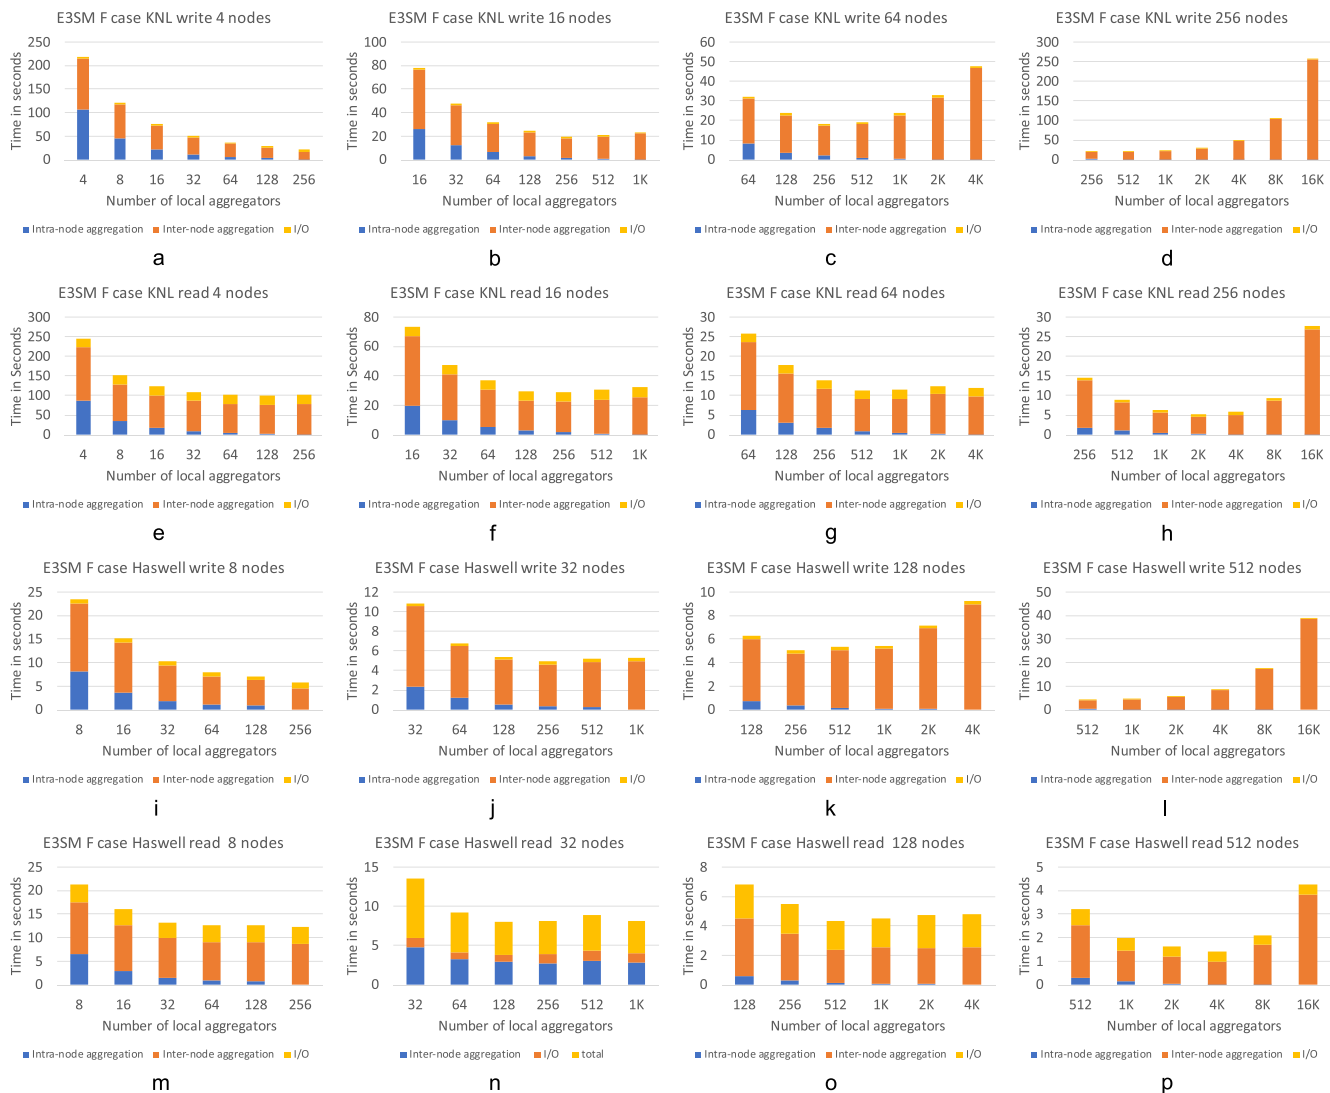 E3SM F case KNL write 4 nodes
Time in seconds
250
200
150
100
50
0
4 8 16 32 64 128 256
Number of local aggregators
Intra-node aggregation Inter-node aggregation I/O
a
E3SM F case KNL write 16 nodes
Time in seconds
100
80
60
40
20
0
16 32 64 128 256 512 1K
Number of local aggregators
Intra-node aggregation Inter-node aggregation I/O
b
E3SM F case KNL write 64 nodes
Time in seconds
60
50
40
30
20
10
0
64 128 256 512 1K 2K 4K
Number of local aggregators
Intra-node aggregation Inter-node aggregation I/O
c
E3SM F case KNL write 256 nodes
Time in seconds
300
250
200
150
100
50
0
256 512 1K 2K 4K 8K 16K
Number of local aggregators
Intra-node aggregation Inter-node aggregation I/O
d
E3SM F case KNL read 4 nodes
Time in Seconds
300
250
200
150
100
50
0
4 8 16 32 64 128 256
Number of local aggregators
Intra-node aggregation Inter-node aggregation I/O
e
E3SM F case KNL read 16 nodes
Time in Seconds
80
60
40
20
0
16 32 64 128 256 512 1K
Number of local aggregators
Intra-node aggregation Inter-node aggregation I/O
f
E3SM F case KNL read 64 nodes
Time in Seconds
30
25
20
15
10
5
0
64 128 256 512 1K 2K 4K
Number of local aggregators
Intra-node aggregation Inter-node aggregation I/O
g
E3SM F case KNL read 256 nodes
Time in Seconds
30
25
20
15
10
5
0
256 512 1K 2K 4K 8K 16K
Number of local aggregators
Intra-node aggregation Inter-node aggregation I/O
h
E3SM F case Haswell write 8 nodes
Time in seconds
25
20
15
10
5
0
8 16 32 64 128 256
Number of local aggregators
Intra-node aggregation Inter-node aggregation I/O
i
E3SM F case Haswell write 32 nodes
Time in seconds
12
10
8
6
4
2
0
32 64 128 256 512 1K
Number of local aggregators
Intra-node aggregation Inter-node aggregation I/O
j
E3SM F case Haswell write 128 nodes
Time in seconds
10
8
6
4
2
0
128 256 512 1K 2K 4K
Number of local aggregators
Intra-node aggregation Inter-node aggregation I/O
k
E3SM F case Haswell write 512 nodes
Time in seconds
50
40
30
20
10
0
512 1K 2K 4K 8K 16K
Number of local aggregators
Intra-node aggregation Inter-node aggregation I/O
l
E3SM F case Haswell read 8 nodes
Time in seconds
25
20
15
10
5
0
8 16 32 64 128 256
Number of local aggregators
Intra-node aggregation Inter-node aggregation I/O
m
E3SM F case Haswell read 32 nodes
Time in seconds
15
10
5
0
32 64 128 256 512 1K
Number of local aggregators
Inter-node aggregation I/O total
n
E3SM F case Haswell read 128 nodes
Time in seconds
8
6
4
2
0
128 256 512 1K 2K 4K
Number of local aggregators
Intra-node aggregation Inter-node aggregation I/O
o
E3SM F case Haswell read 512 nodes
Time in seconds
5
4
3
2
1
0
512 1K 2K 4K 8K 16K
Number of local aggregators
Intra-node aggregation Inter-node aggregation I/O
p